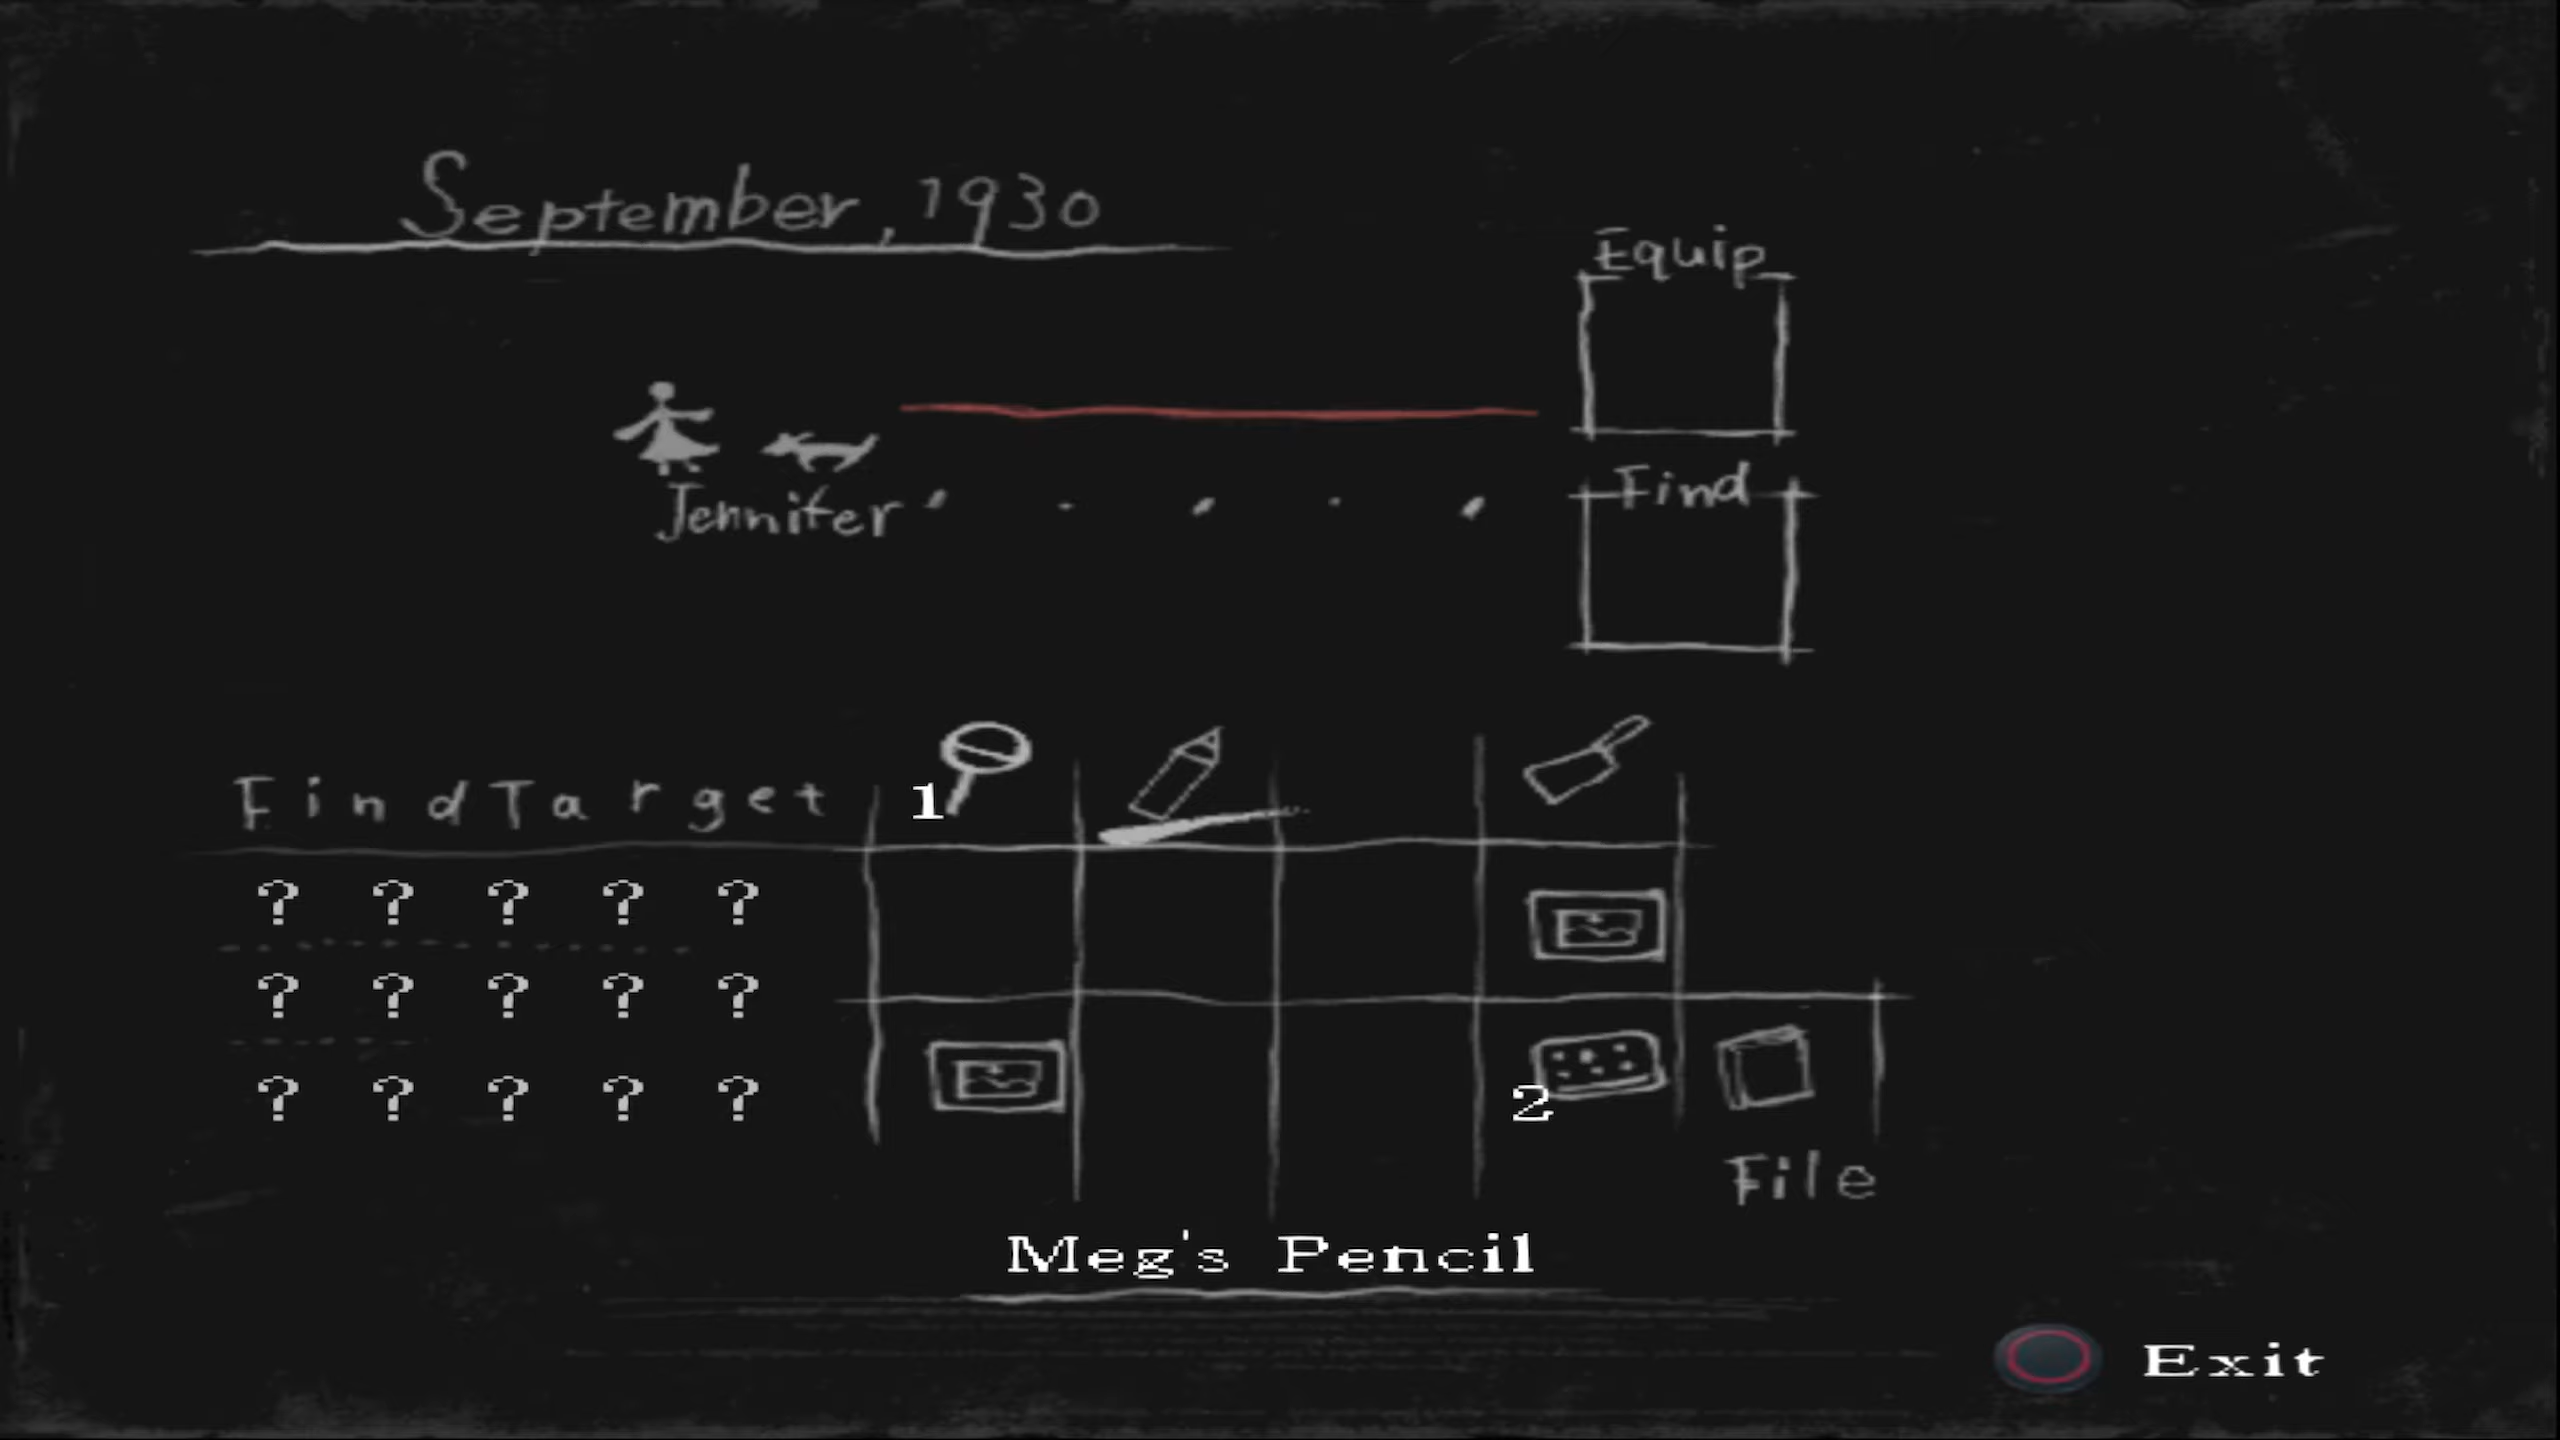 September, 1930
Equip
Jennifer
Find
FindTarget
1
? ? ? ? ?
? ? ? ? ?
? ? ? ? ?
2
File
Meg's Pencil
Exit